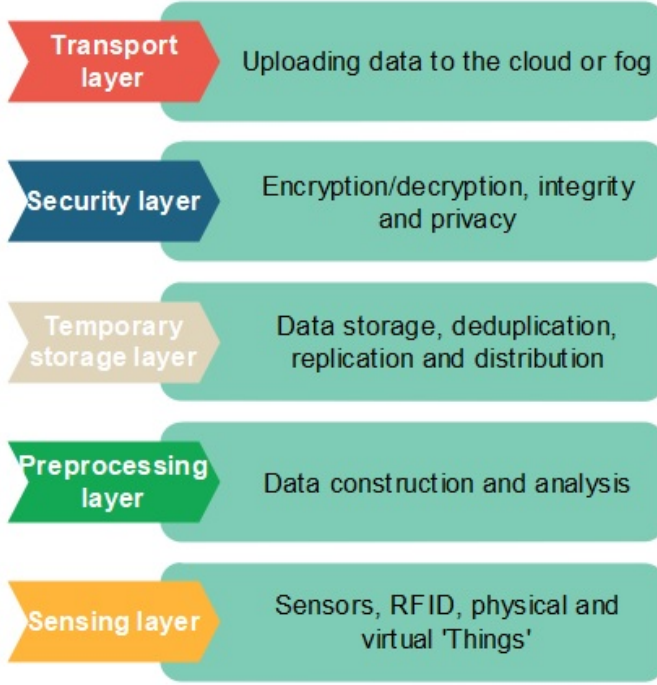 Transport
layer
Uploading data to the cloud or fog
Security layer
Encryption/decryption, integrity
and privacy
Temporary
storage layer
Data storage, deduplication,
replication and distribution
Preprocessing
layer
Data construction and analysis
Sensing layer
Sensors, RFID, physical and
virtual 'Things'